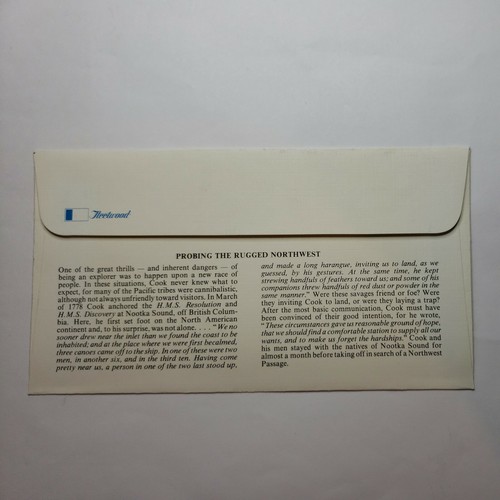 Fleetwood
PROBING THE RUGGED NORTHWEST
One of the great thrills — and inherent dangers — of
being an explorer was to happen upon a new race of
people. In these situations, Cook never knew what to
expect, for many of the Pacific tribes were cannibalistic,
although not always unfriendly toward visitors. In March
of 1778 Cook anchored the H.M.S. Resolution and
H.M.S. Discovery at Nootka Sound, off British Colum-
bia. Here, he first set foot on the North American
continent and, to his surprise, was not alone. . . . "We no
sooner drew near the inlet than we found the coast to be
inhabited; and at the place where we were first becalmed,
three canoes came off to the ship. In one of these were two
men, in another six, and in the third ten. Having come
pretty near us, a person in one of the two last stood up,
and made a long harangue, inviting us to land, as we
guessed, by his gestures. At the same time, he kept
strewing handfuls of feathers toward us; and some of his
companions threw handfuls of red dust or powder in the
same manner." Were these savages friend or foe? Were
they inviting Cook to land, or were they laying a trap?
After the most basic communication, Cook must have
been convinced of their good intention, for he wrote,
"These circumstances gave us reasonable ground of hope,
that we should find a comfortable station to supply all our
wants, and to make us forget the hardships." Cook and
his men stayed with the natives of Nootka Sound for
almost a month before taking off in search of a Northwest
Passage.